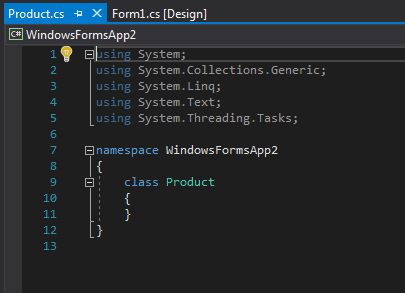 Product.cs
Form1.cs [Design]
C# WindowsFormsApp2
1 using System;
2 using System.Collections.Generic;
3 using System.Linq;
4 using System.Text;
5 using System.Threading.Tasks;
6
7 namespace WindowsFormsApp2
8 {
9 class Product
10 {
11 }
12 }
13